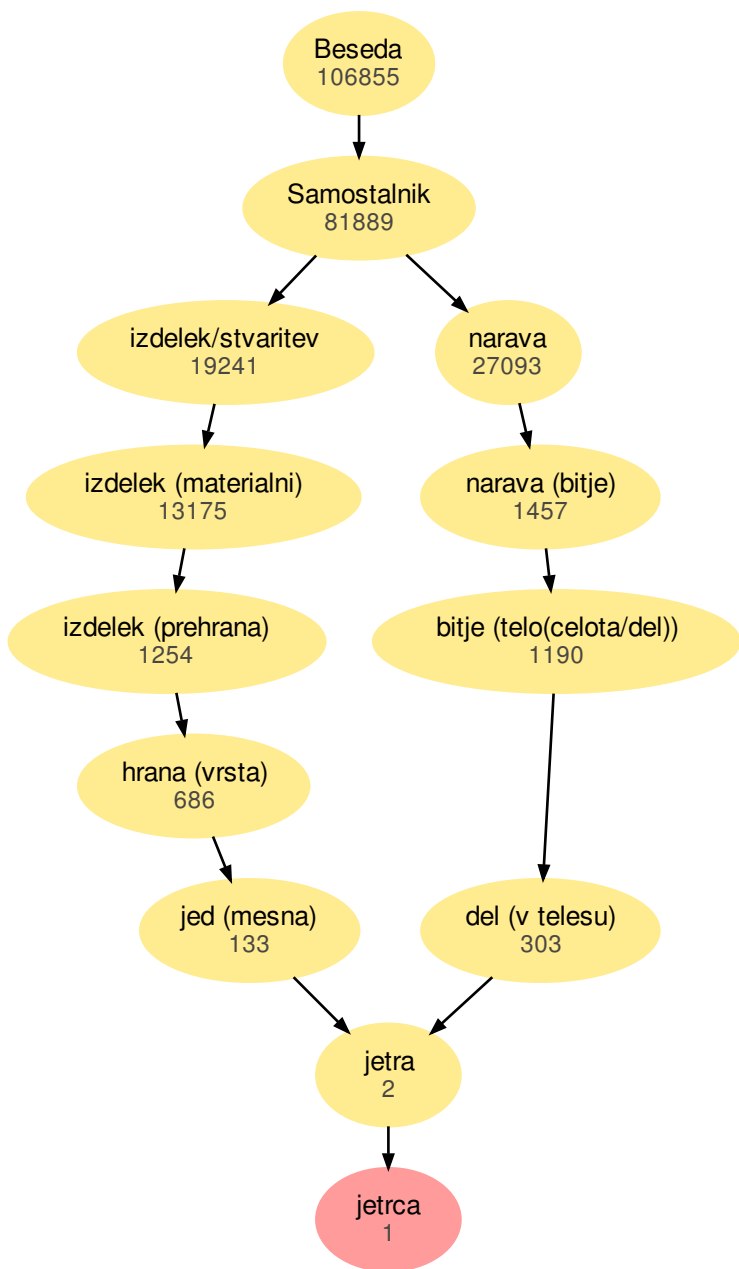 Beseda
106855
Samostalnik
81889
izdelek/stvaritev
19241
narava
27093
izdelek (materialni)
13175
narava (bitje)
1457
izdelek (prehrana)
1254
bitje (telo(celota/del))
1190
hrana (vrsta)
686
jed (mesna)
133
del (v telesu)
303
jetra
2
jetrca
1